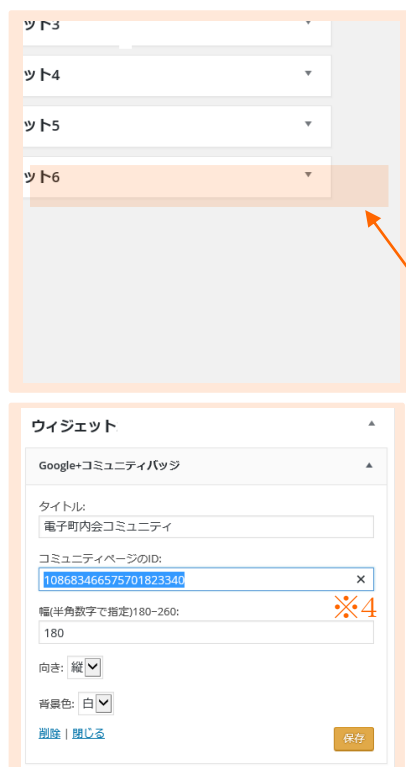 ット3
ット4
ット5
ット6
ウィジェット
Google+コミュニティバッジ
タイトル:
電子町内会コミュニティ
コミュニティページのID:
108683466575701823340
※4
幅(半角数字で指定)180−260:
180
向き: 縦
背景色: 白
削除 | 閉じる
保存